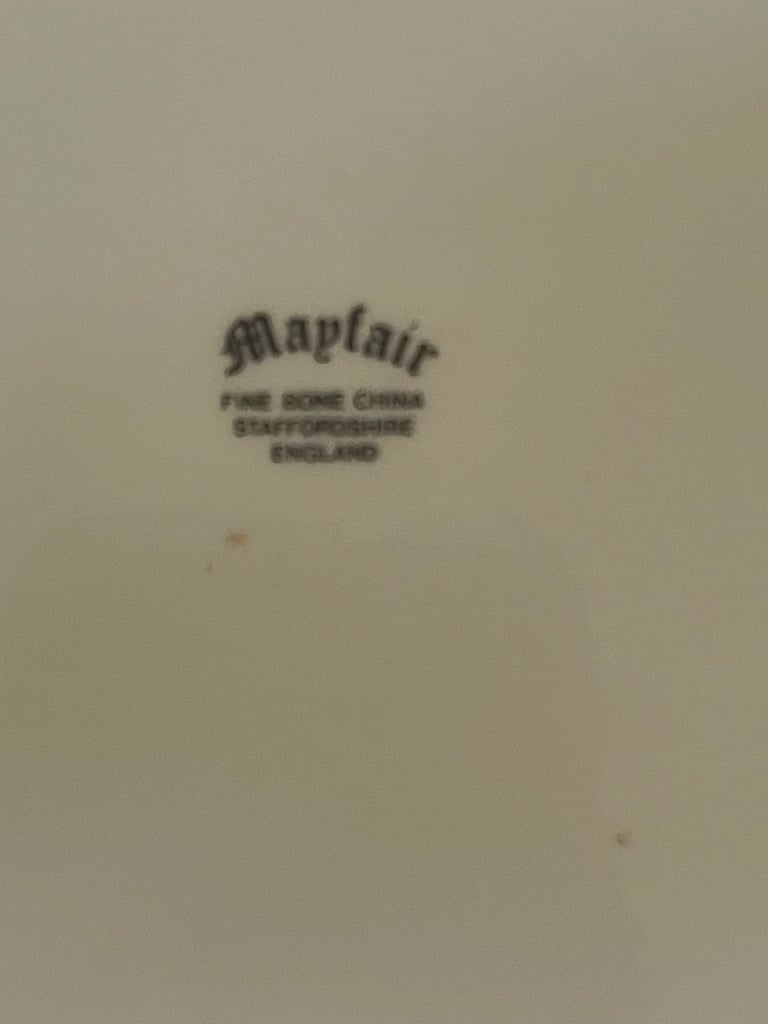 Mayfair
FINE BONE CHINA
STAFFORDSHIRE
ENGLAND